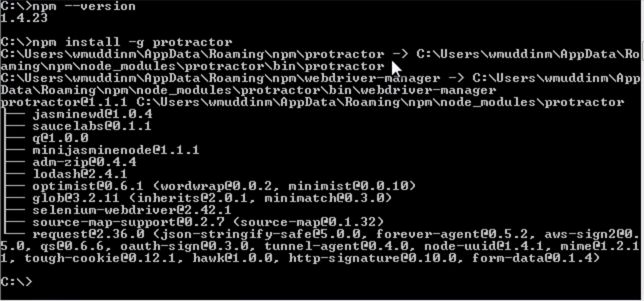 C:\>npm --version
1.4.23
C:\>npm install -g protractor
C:\Users\wmuddinm\AppData\Roaming\npm\protractor -> C:\Users\wmuddinm\AppData\Ro
aming\npm\node_modules\protractor\bin\protractor
C:\Users\wmuddinm\AppData\Roaming\npm\webdriver-manager -> C:\Users\wmuddinm\App
Data\Roaming\npm\node_modules\protractor\bin\webdriver-manager
protractor@1.1.1 C:\Users\wmuddinm\AppData\Roaming\npm\node_modules\protractor
├── jasminewd@1.0.4
├── saucelabs@0.1.1
├── q@1.0.0
├── minijasminenode@1.1.1
├── adm-zip@0.4.4
├── lodash@2.4.1
├── optimist@0.6.1 (wordwrap@0.0.2, minimist@0.0.10)
├── glob@3.2.11 (inherits@2.0.1, minimatch@0.3.0)
├── selenium-webdriver@2.42.1
├── source-map-support@0.2.7 (source-map@0.1.32)
└── request@2.36.0 (json-stringify-safe@5.0.0, forever-agent@0.5.2, aws-sign2@0.
5.0, qs@0.6.6, oauth-sign@0.3.0, tunnel-agent@0.4.0, node-uuid@1.4.1, mime@1.2.1
1, tough-cookie@0.12.1, hawk@1.0.0, http-signature@0.10.0, form-data@0.1.4)
C:\>